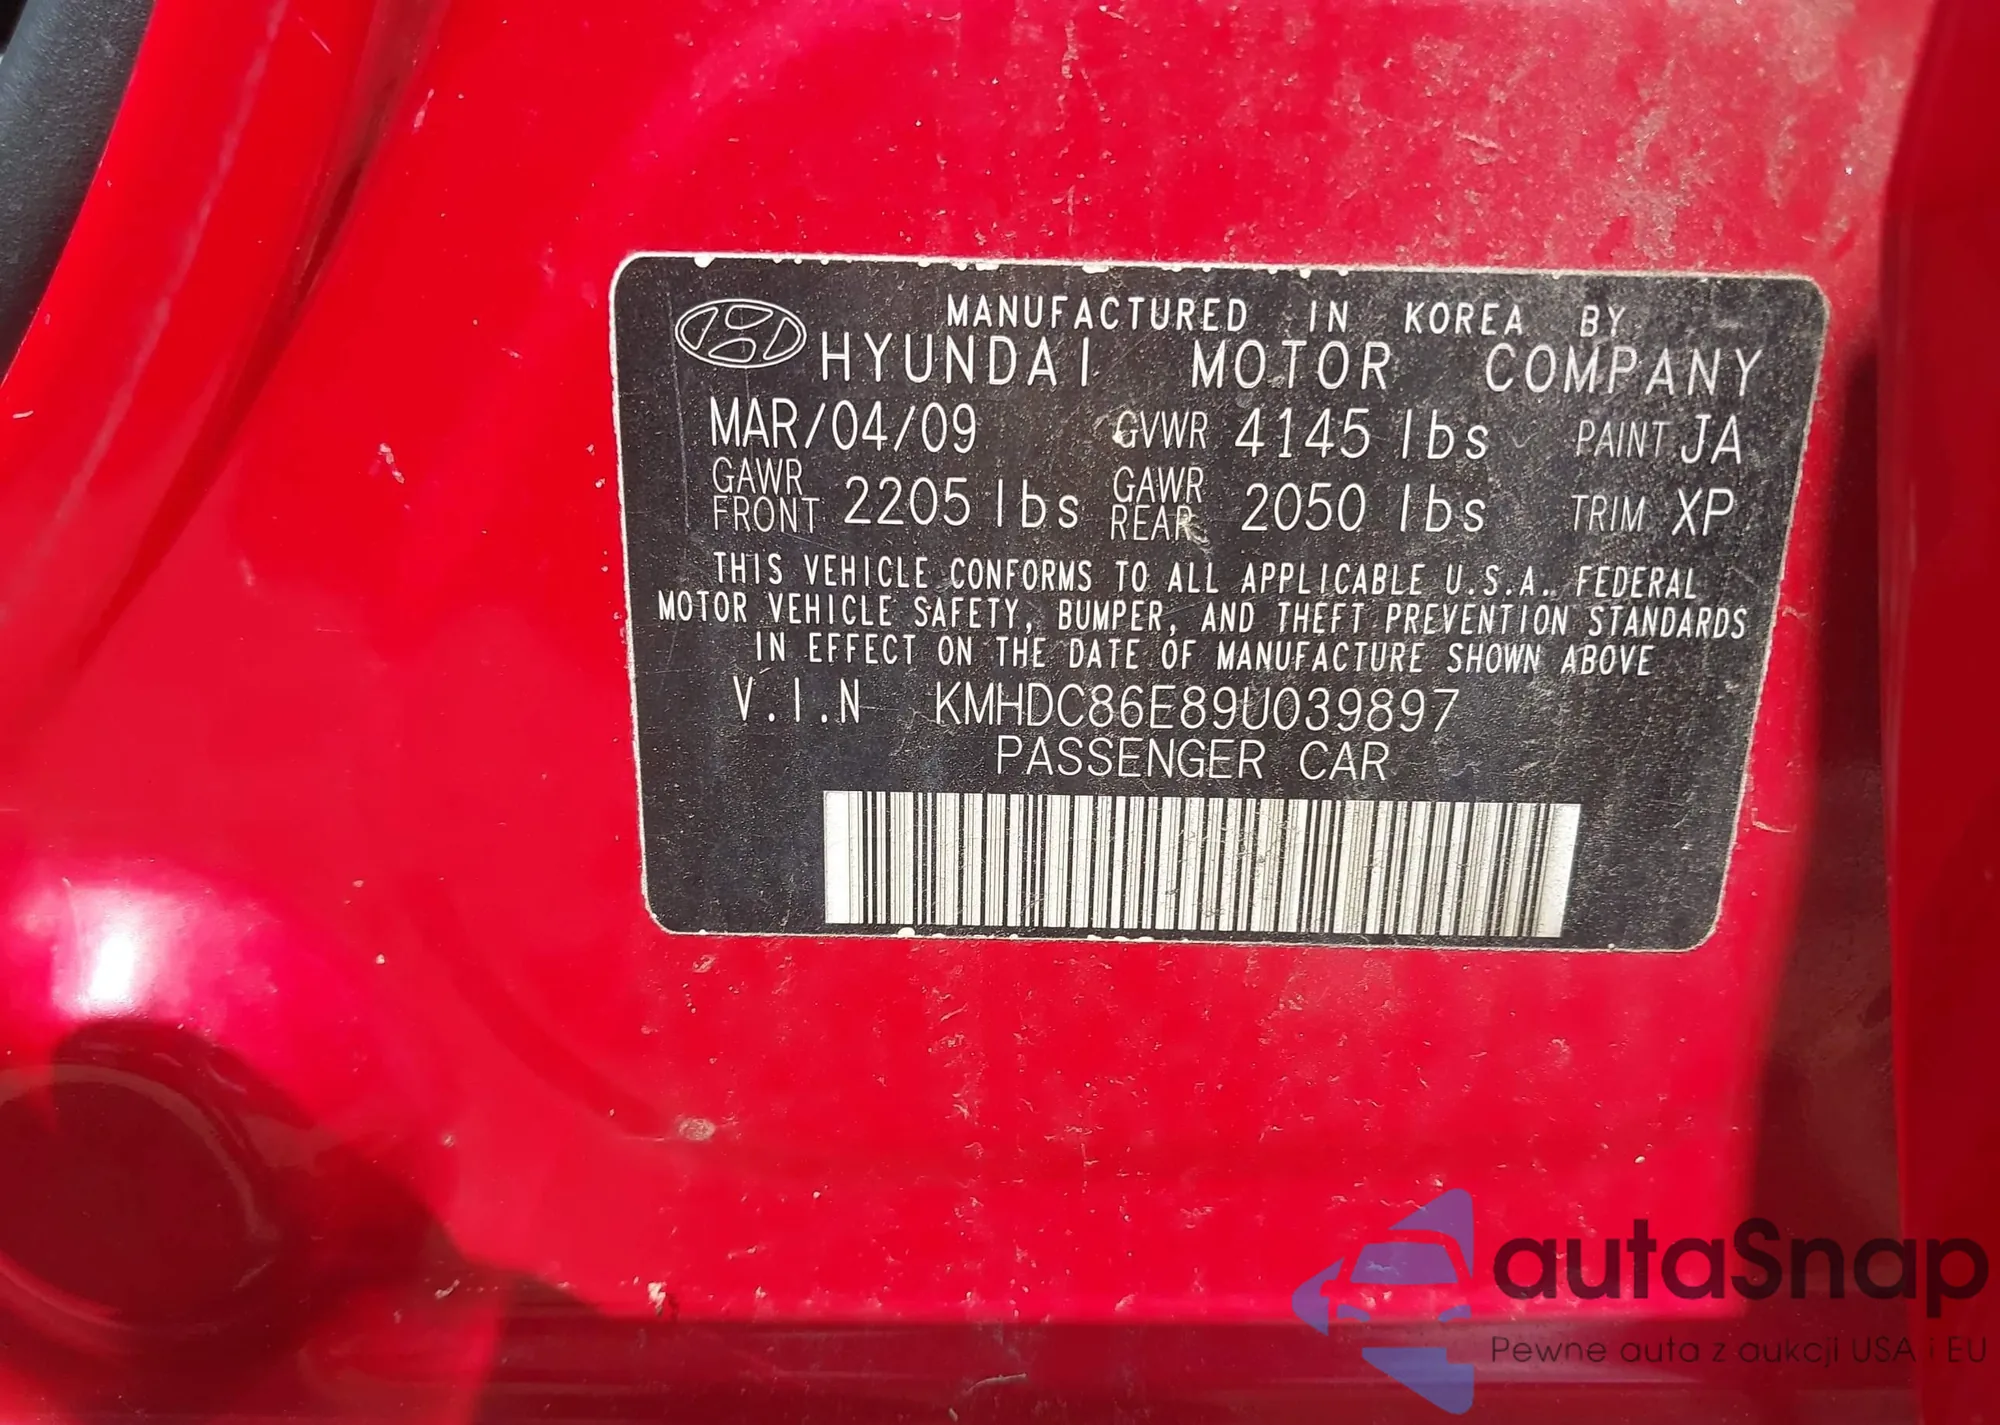 MANUFACTURED IN KOREA BY
HYUNDAI MOTOR COMPANY
MAR/04/09 GVWR 4145 lbs PAINT JA
GAWR FRONT 2205 lbs GAWR REAR 2050 lbs TRIM XP
THIS VEHICLE CONFORMS TO ALL APPLICABLE U.S.A. FEDERAL
MOTOR VEHICLE SAFETY, BUMPER, AND THEFT PREVENTION STANDARDS
IN EFFECT ON THE DATE OF MANUFACTURE SHOWN ABOVE
V.I.N KMHDC86E89U039897
PASSENGER CAR
autaSnap
Pewne auta z aukcji USA i EU